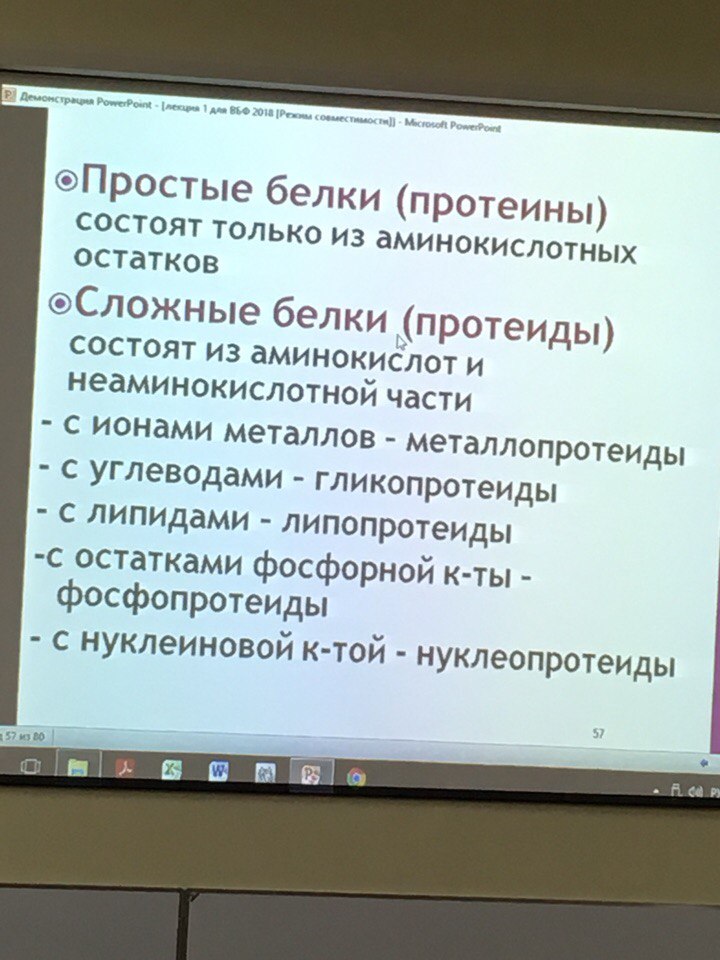 Демонстрация PowerPoint - [лекция 1 для ВБФ 2018 [Режим совместимости]] - Microsoft PowerPoint
Простые белки (протеины)
состоят только из аминокислотных
остатков
Сложные белки (протеиды)
состоят из аминокислот и
неаминокислотной части
- с ионами металлов - металлопротеиды
- с углеводами - гликопротеиды
- с липидами - липопротеиды
-с остатками фосфорной к-ты -
фосфопротеиды
- с нуклеиновой к-той - нуклеопротеиды
57
57 из 80